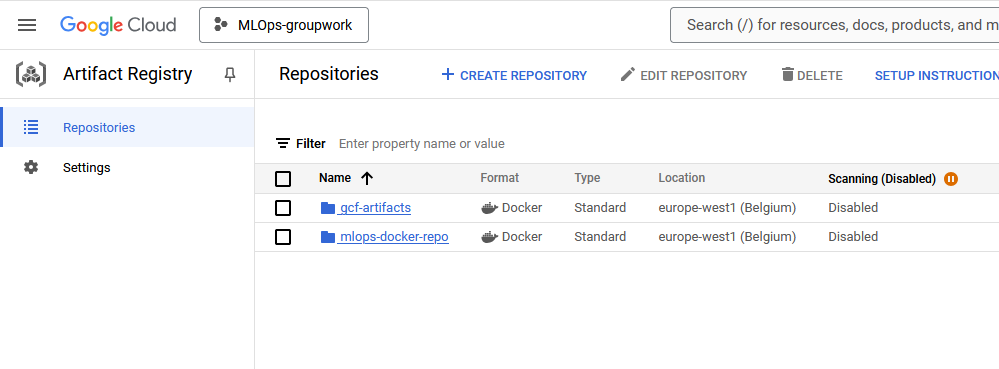 Google Cloud MLOps-groupwork Search (/) for resources, docs, products, and m
Artifact Registry Repositories CREATE REPOSITORY EDIT REPOSITORY DELETE SETUP INSTRUCTION
Repositories
Settings
Filter Enter property name or value
Name Format Type Location Scanning (Disabled)
gcf-artifacts Docker Standard europe-west1 (Belgium) Disabled
mlops-docker-repo Docker Standard europe-west1 (Belgium) Disabled